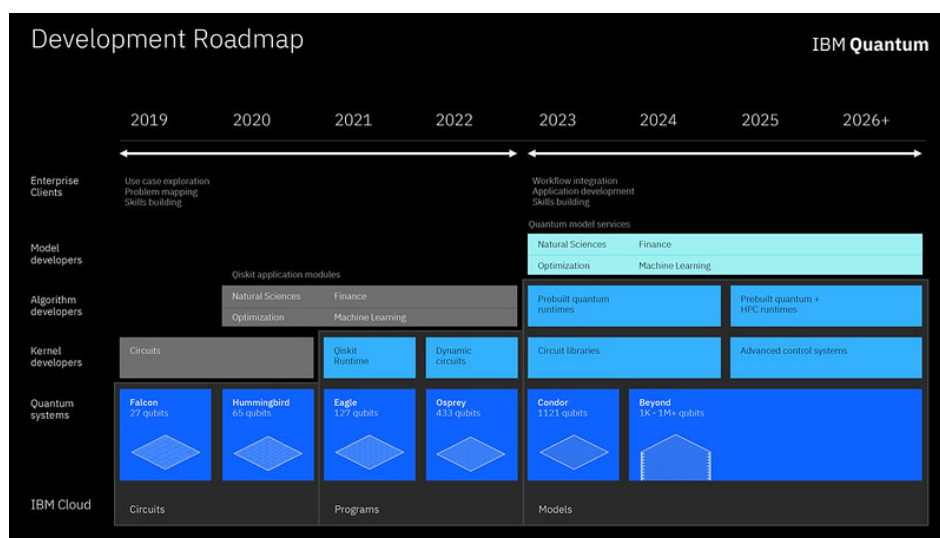 Development Roadmap
IBM Quantum
2019 2020 2021 2022 2023 2024 2025 2026+
Enterprise
Clients
Use case exploration
Problem mapping
Skills building
Workflow integration
Application development
Skills building
Model
developers
Quantum model services
Natural Sciences Finance
Optimization Machine Learning
Algorithm
developers
Qiskit application modules
Natural Sciences Finance
Optimization Machine Learning
Prebuilt quantum
runtimes
Prebuilt quantum +
HPC runtimes
Kernel
developers
Circuits
Qiskit
Runtime
Dynamic
circuits
Circuit libraries
Advanced control systems
Quantum
systems
Falcon
27 qubits
Hummingbird
65 qubits
Eagle
127 qubits
Osprey
433 qubits
Condor
1121 qubits
Beyond
1K - 1M+ qubits
IBM Cloud
Circuits
Programs
Models